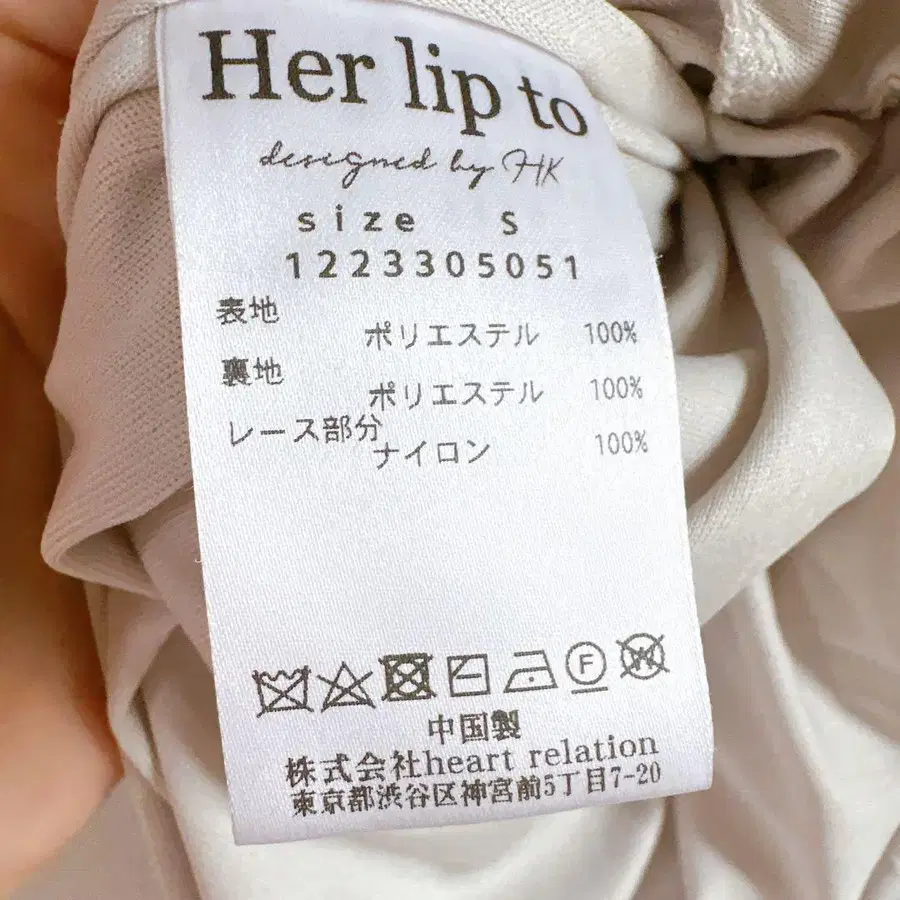 Her lip to
designed by HK
size S
1223305051
表地
ポリエステル 100%
裏地
ポリエステル 100%
レース部分
ナイロン 100%
F W
中国製
株式会社heart relation
東京都渋谷区神宮前5丁目7-20